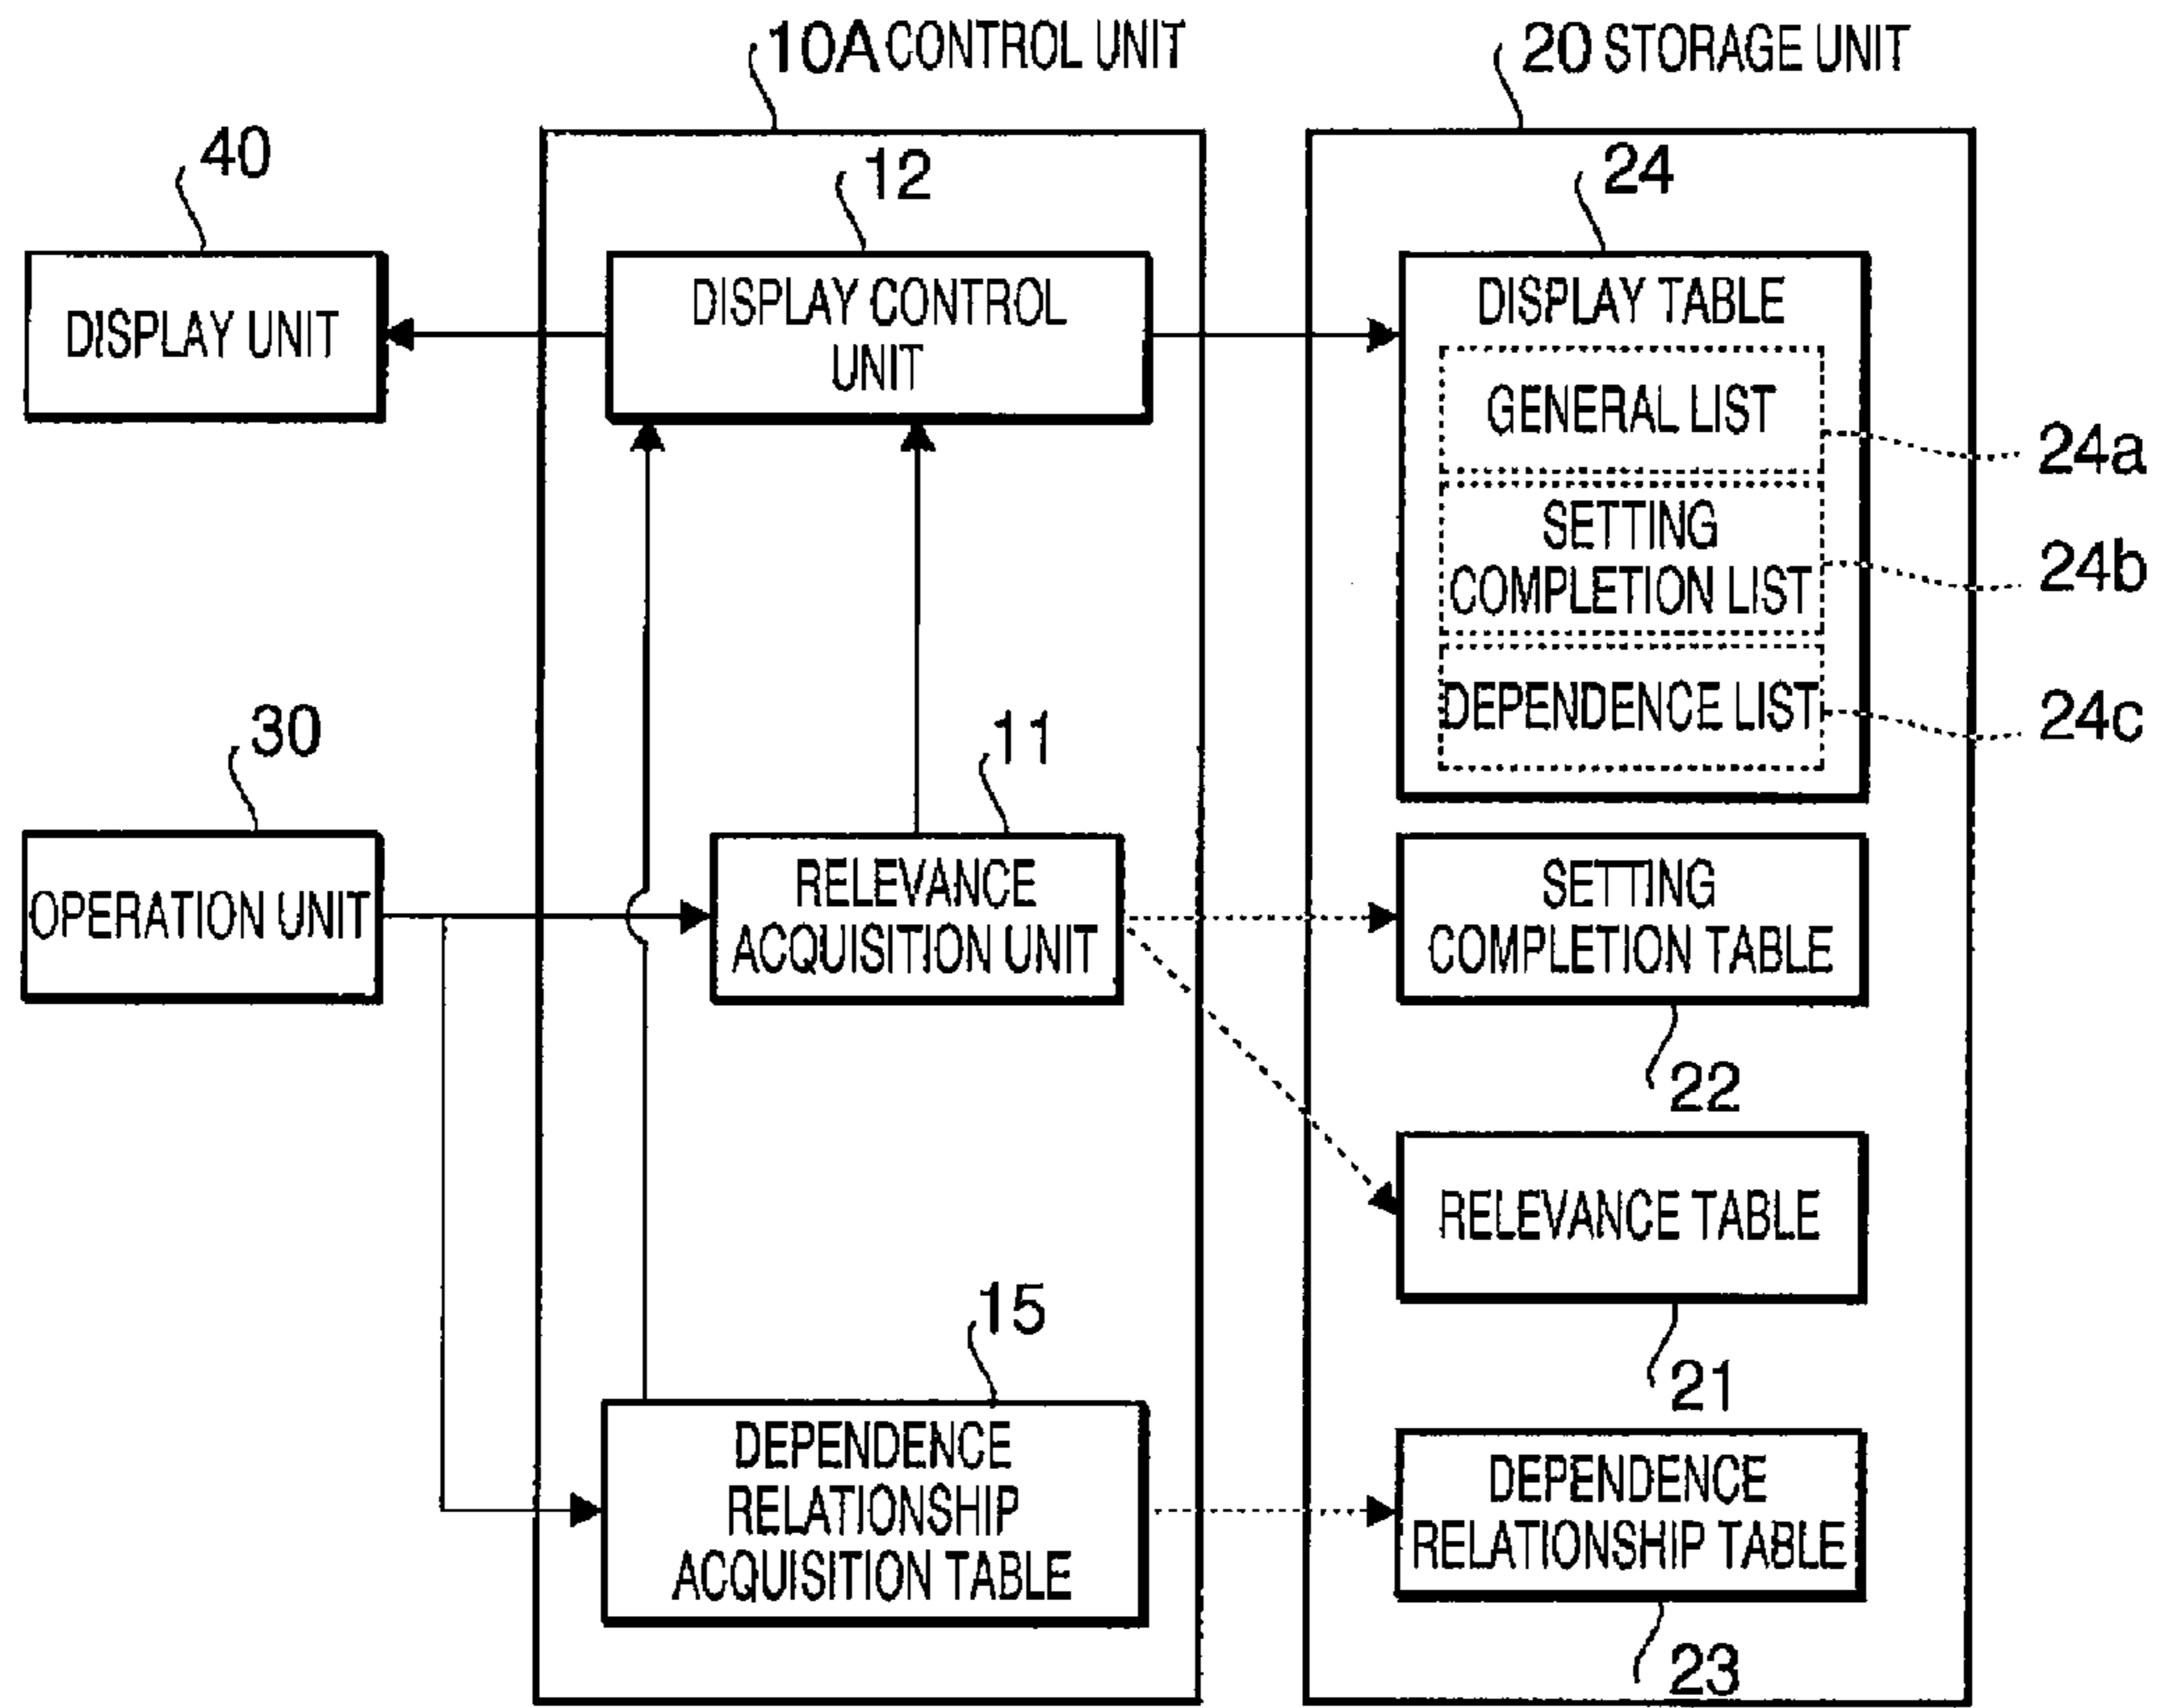 10A CONTROL UNIT
20 STORAGE UNIT
40
12
24
DISPLAY UNIT
DISPLAY CONTROL
UNIT
DISPLAY TABLE
GENERAL LIST
24a
SETTING
COMPLETION LIST
24b
DEPENDENCE LIST
24c
30
11
OPERATION UNIT
RELEVANCE
ACQUISITION UNIT
SETTING
COMPLETION TABLE
22
RELEVANCE TABLE
21
15
DEPENDENCE
RELATIONSHIP
ACQUISITION TABLE
DEPENDENCE
RELATIONSHIP TABLE
23